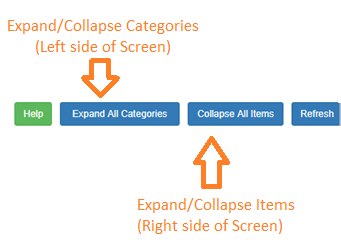 Expand/Collapse Categories
(Left side of Screen)
Help Expand All Categories Collapse All Items Refresh
Expand/Collapse Items
(Right side of Screen)